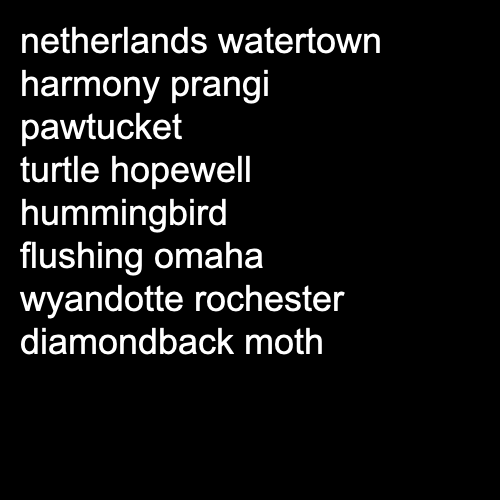 netherlands watertown
harmony prangi
pawtucket
turtle hopewell
hummingbird
flushing omaha
wyandotte rochester
diamondback moth